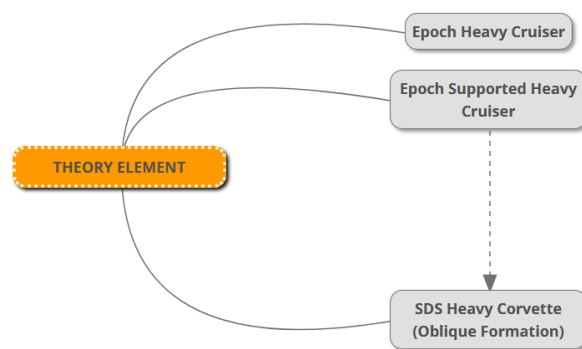 Epoch Heavy Cruiser
Epoch Supported Heavy
Cruiser
THEORY ELEMENT
SDS Heavy Corvette
(Oblique Formation)